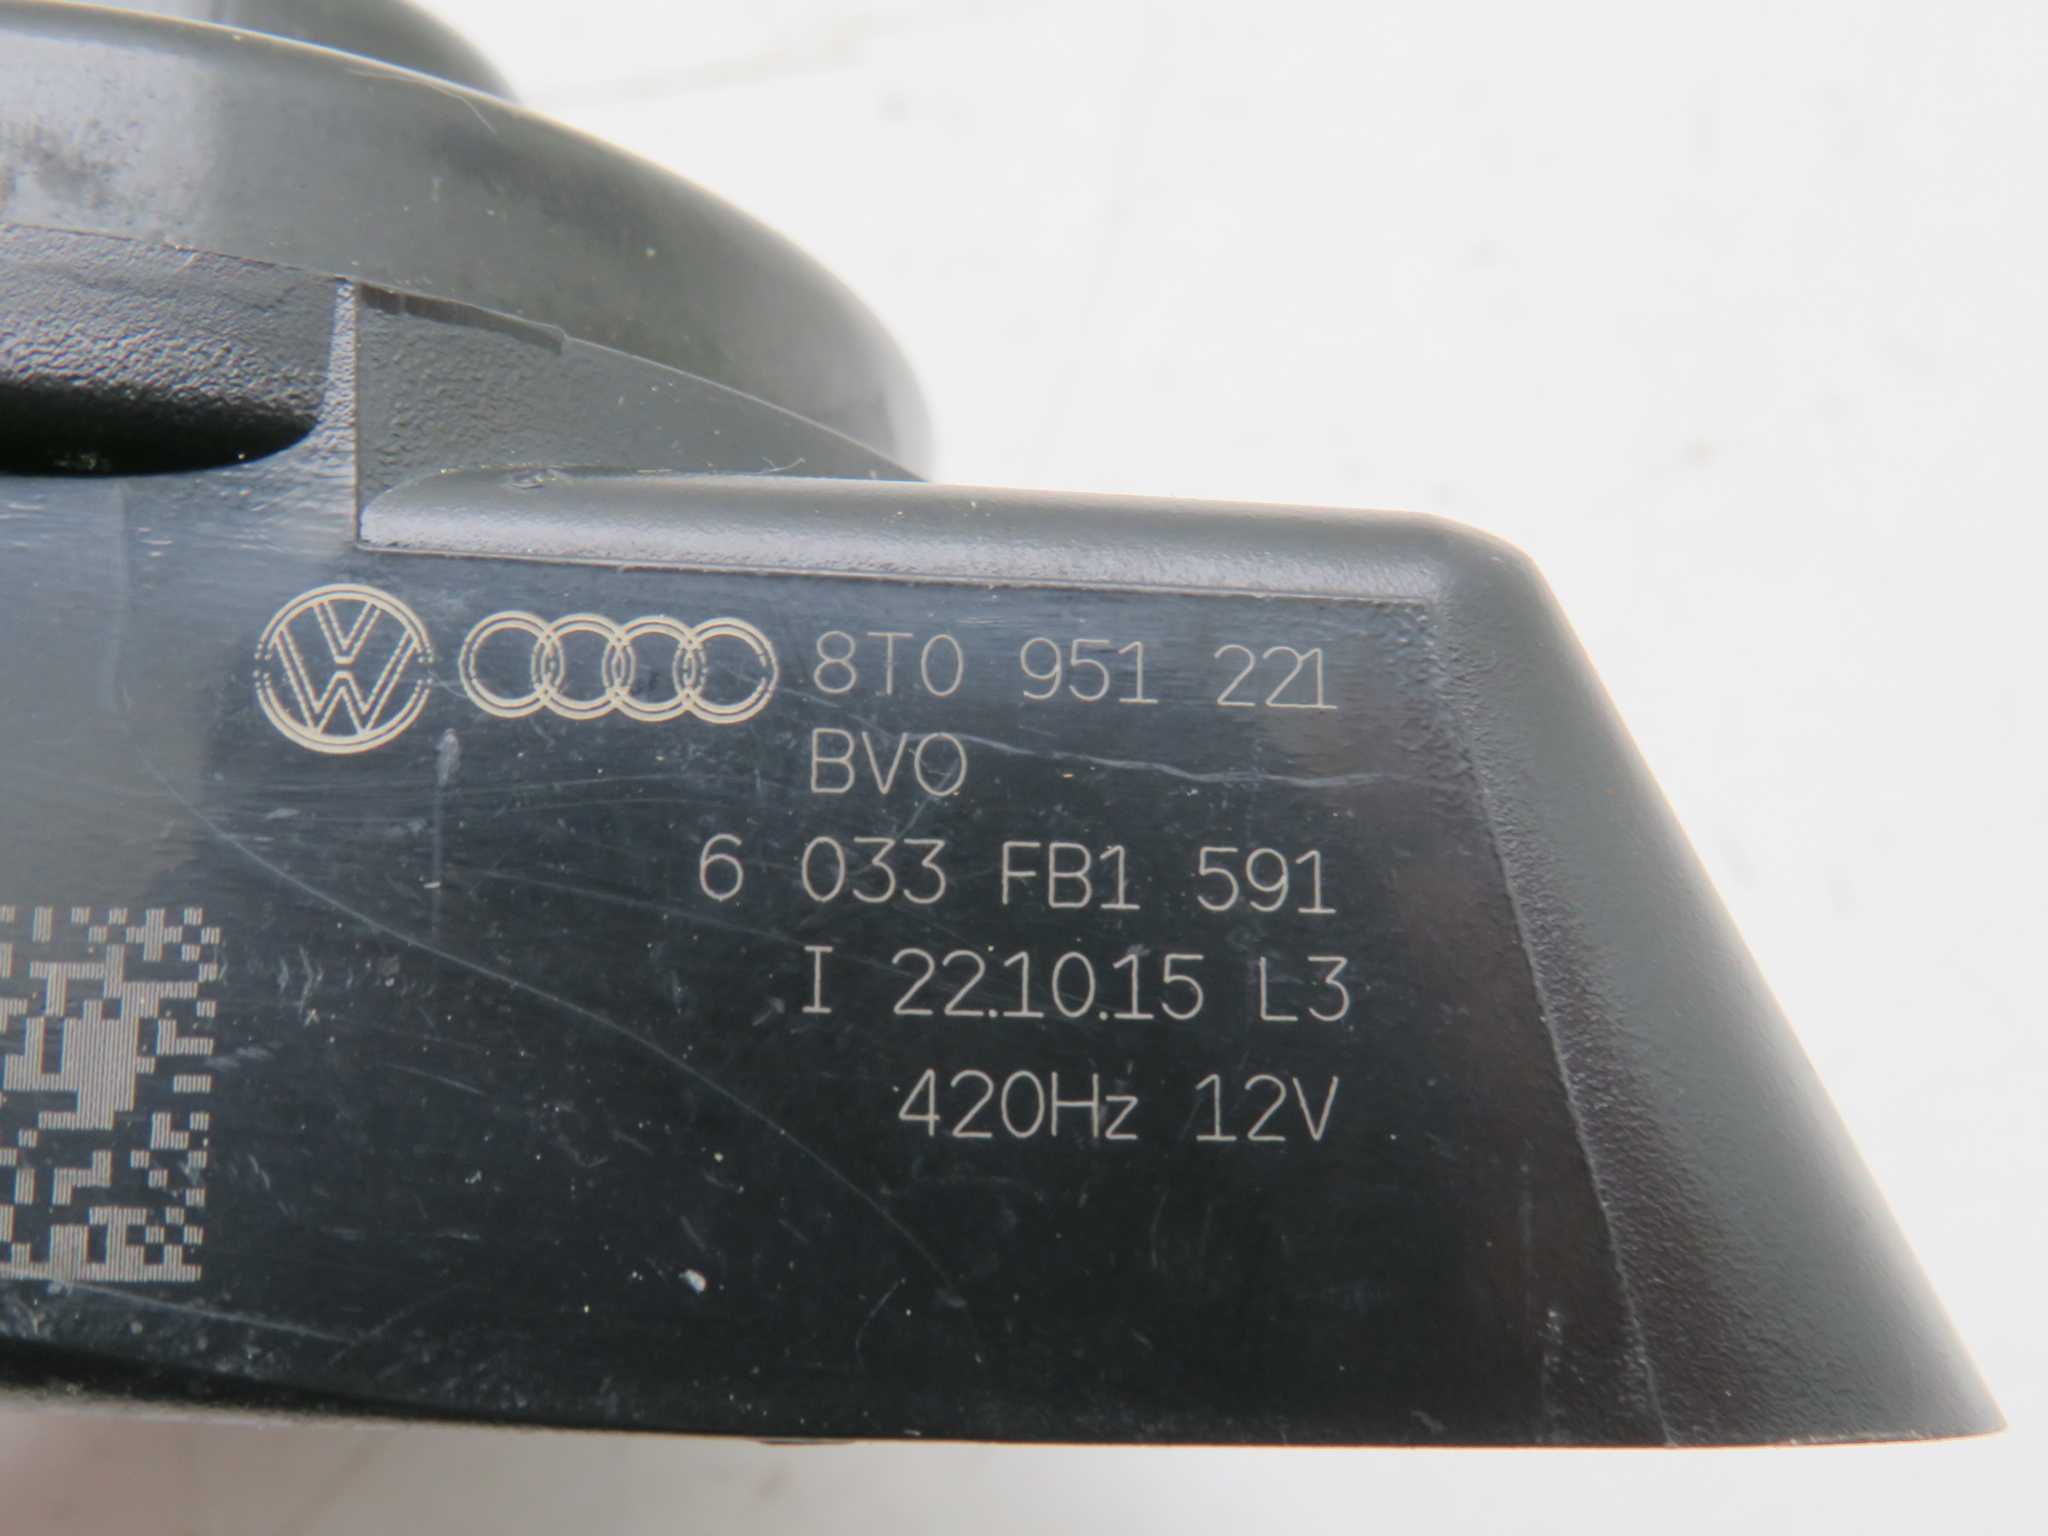 8T0 951 221
BVO
6 033 FB1 591
I 22.10.15 L3
420Hz 12V